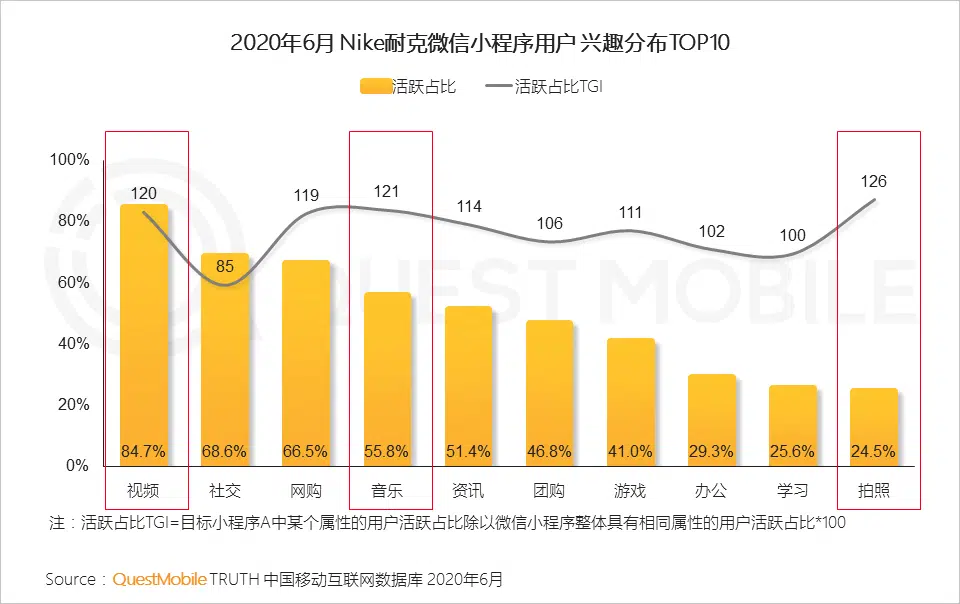 2020年6月 Nike耐克微信小程序用户 兴趣分布TOP10
活跃占比 活跃占比TGI
100%
80%
60%
40%
20%
0%
120 85 119 121 114 106 111 102 100 126
QUEST MOBILE
84.7% 68.6% 66.5% 55.8% 51.4% 46.8% 41.0% 29.3% 25.6% 24.5%
视频 社交 网购 音乐 资讯 团购 游戏 办公 学习 拍照
注：活跃占比TGI=目标小程序A中某个属性的用户活跃占比除以微信小程序整体具有相同属性的用户活跃占比*100
Source：QuestMobile TRUTH 中国移动互联网数据库 2020年6月